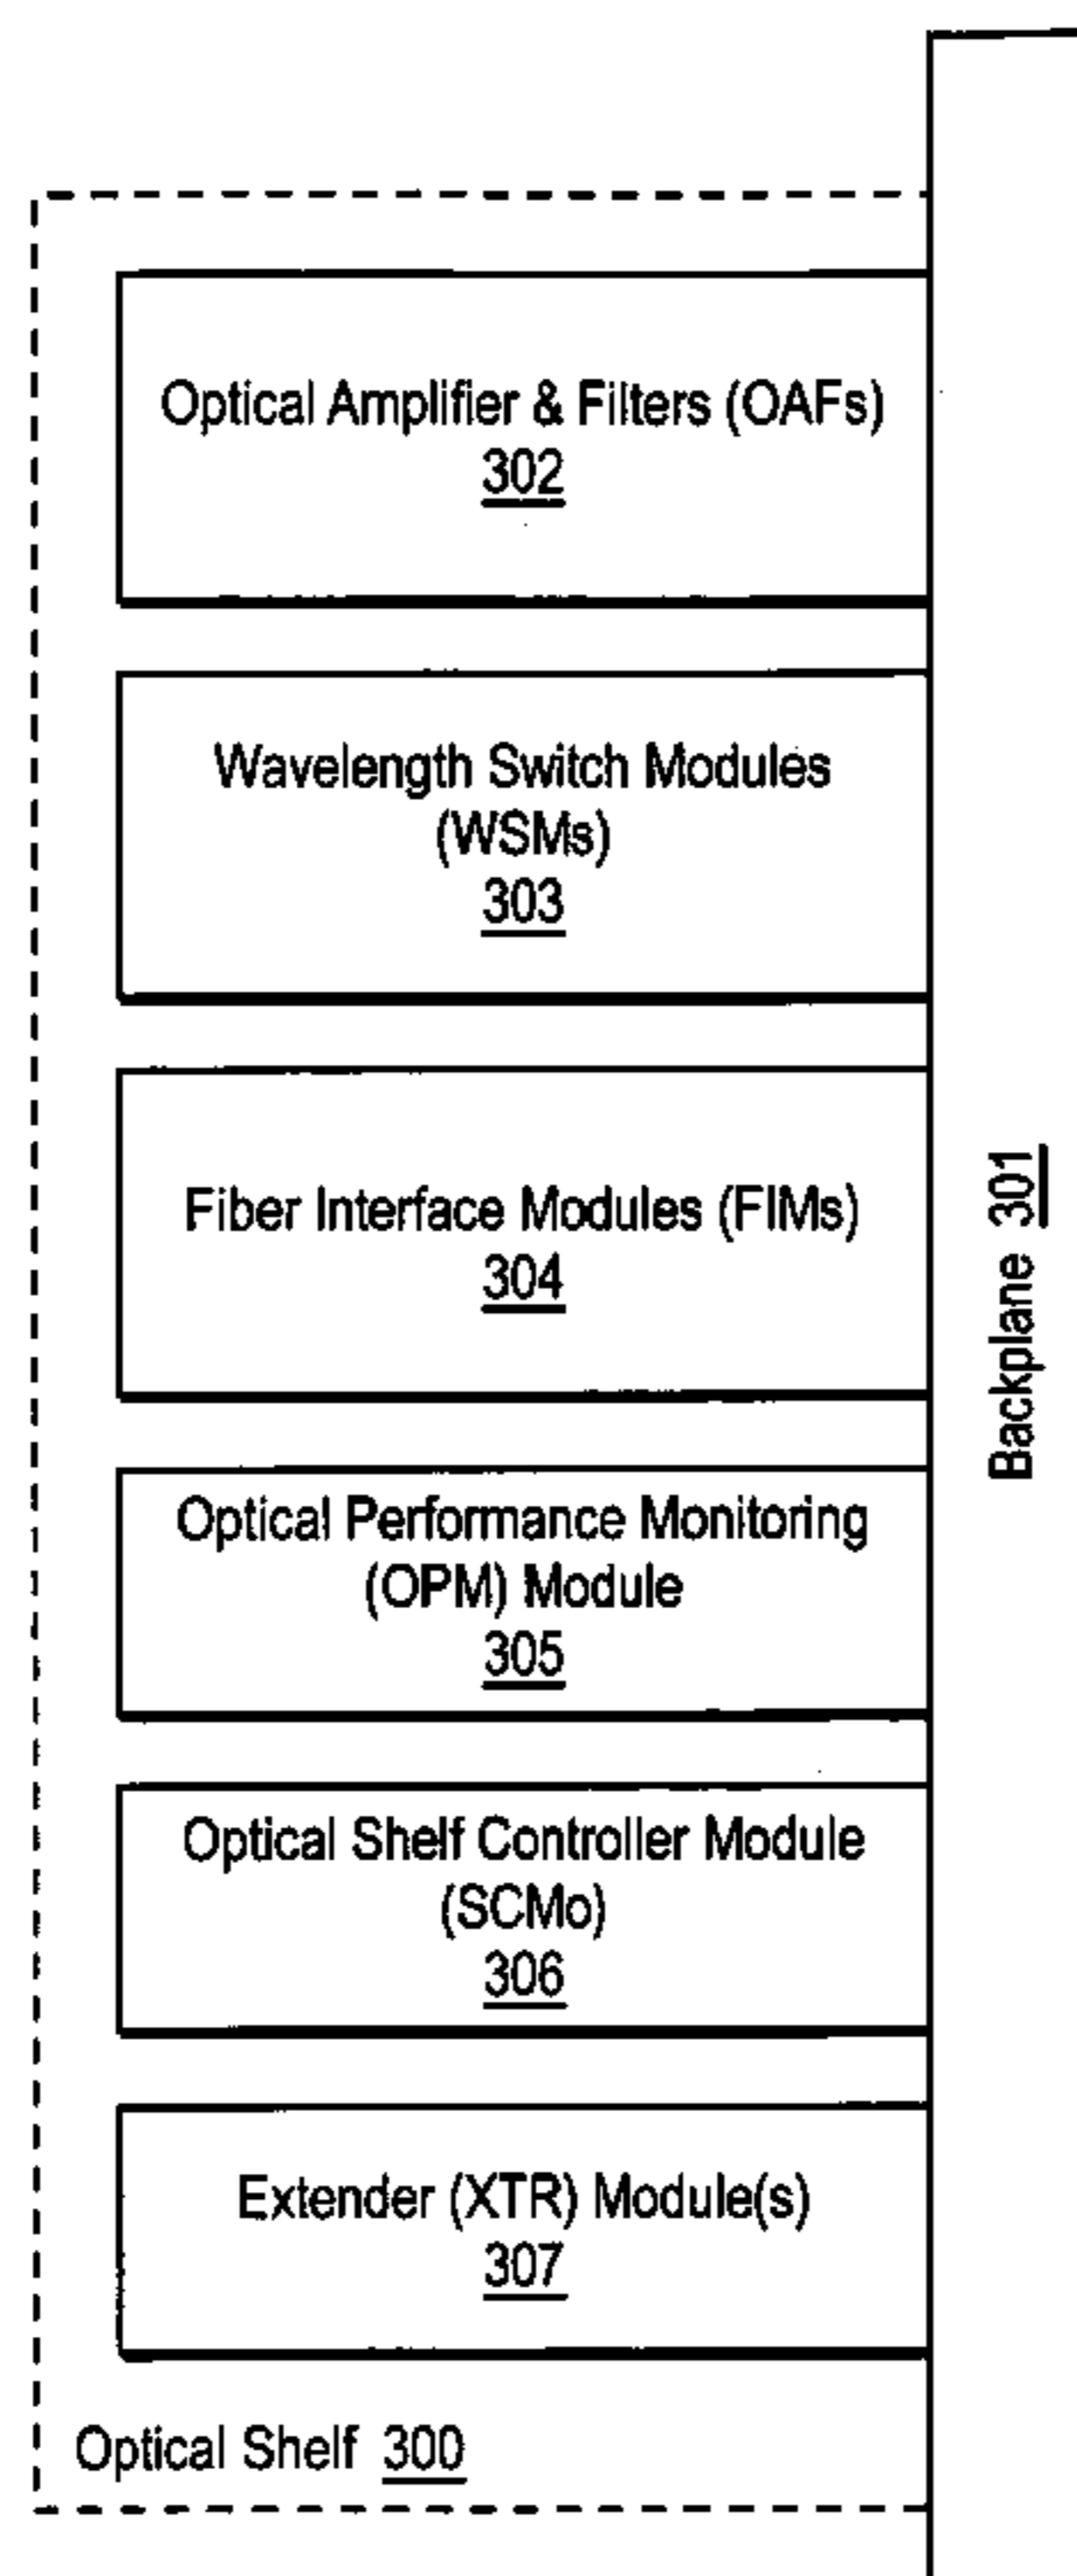 Optical Amplifier & Filters (OAFs)
302
Wavelength Switch Modules
(WSMs)
303
Fiber Interface Modules (FIMs)
304
Backplane 301
Optical Performance Monitoring
(OPM) Module
305
Optical Shelf Controller Module
(SCMo)
306
Extender (XTR) Module(s)
307
Optical Shelf 300